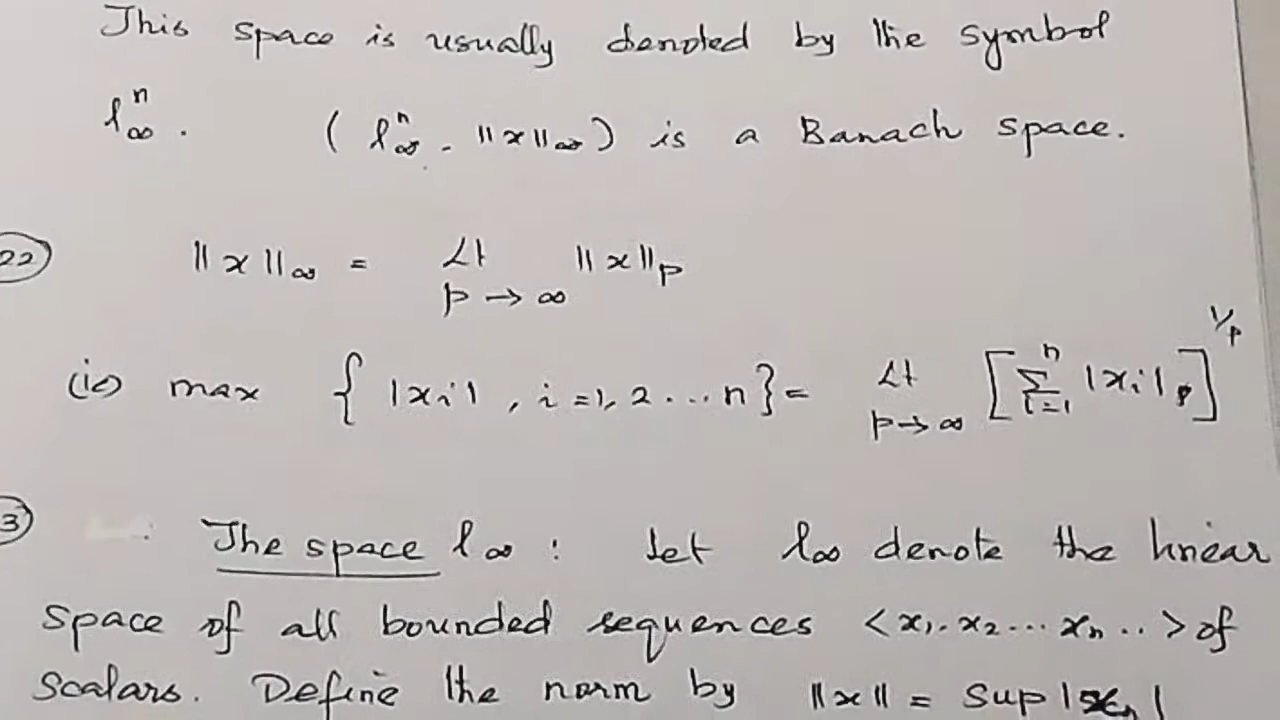 This space is usually denoted by the symbol
l∞ⁿ. (l∞ⁿ, ||x||∞) is a Banach space.
22 ||x||∞ = Lt p→∞ ||x||p
(ie) max { |xi|, i=1, 2 ... n} = Lt p→∞ [Σ i=1 n |xi|p]^1/p
3 The space l∞ : Let l∞ denote the linear
space of all bounded sequences <x1, x2 ... xn ..> of
scalars. Define the norm by ||x|| = Sup |xn|